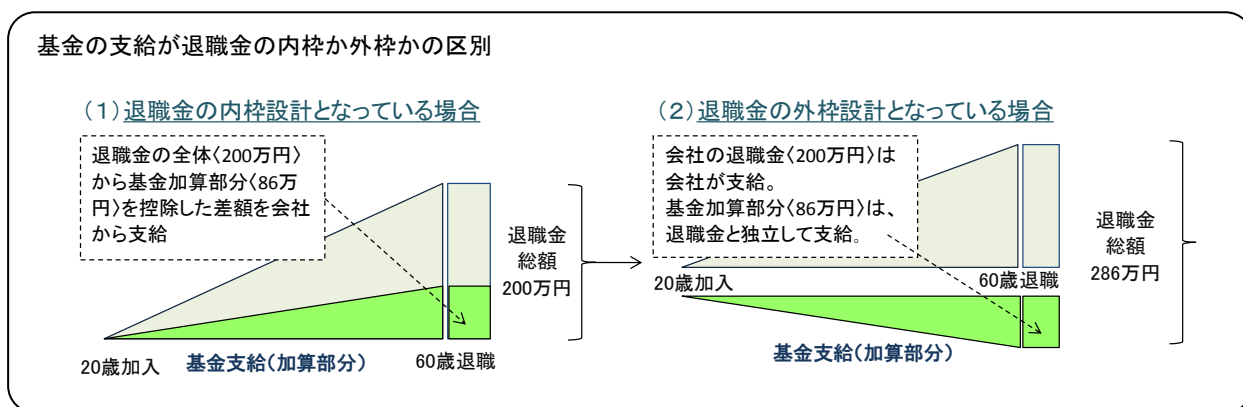 基金の支給が退職金の内枠か外枠かの区別
（1）退職金の内枠設計となっている場合
退職金の全体〈200万円〉
から基金加算部分〈86万
円〉を控除した差額を会社
から支給
退職金
総額
200万円
20歳加入
基金支給（加算部分）
60歳退職
（2）退職金の外枠設計となっている場合
会社の退職金〈200万円〉は
会社が支給。
基金加算部分〈86万円〉は、
退職金と独立して支給。
20歳加入
60歳退職
基金支給（加算部分）
退職金
総額
286万円